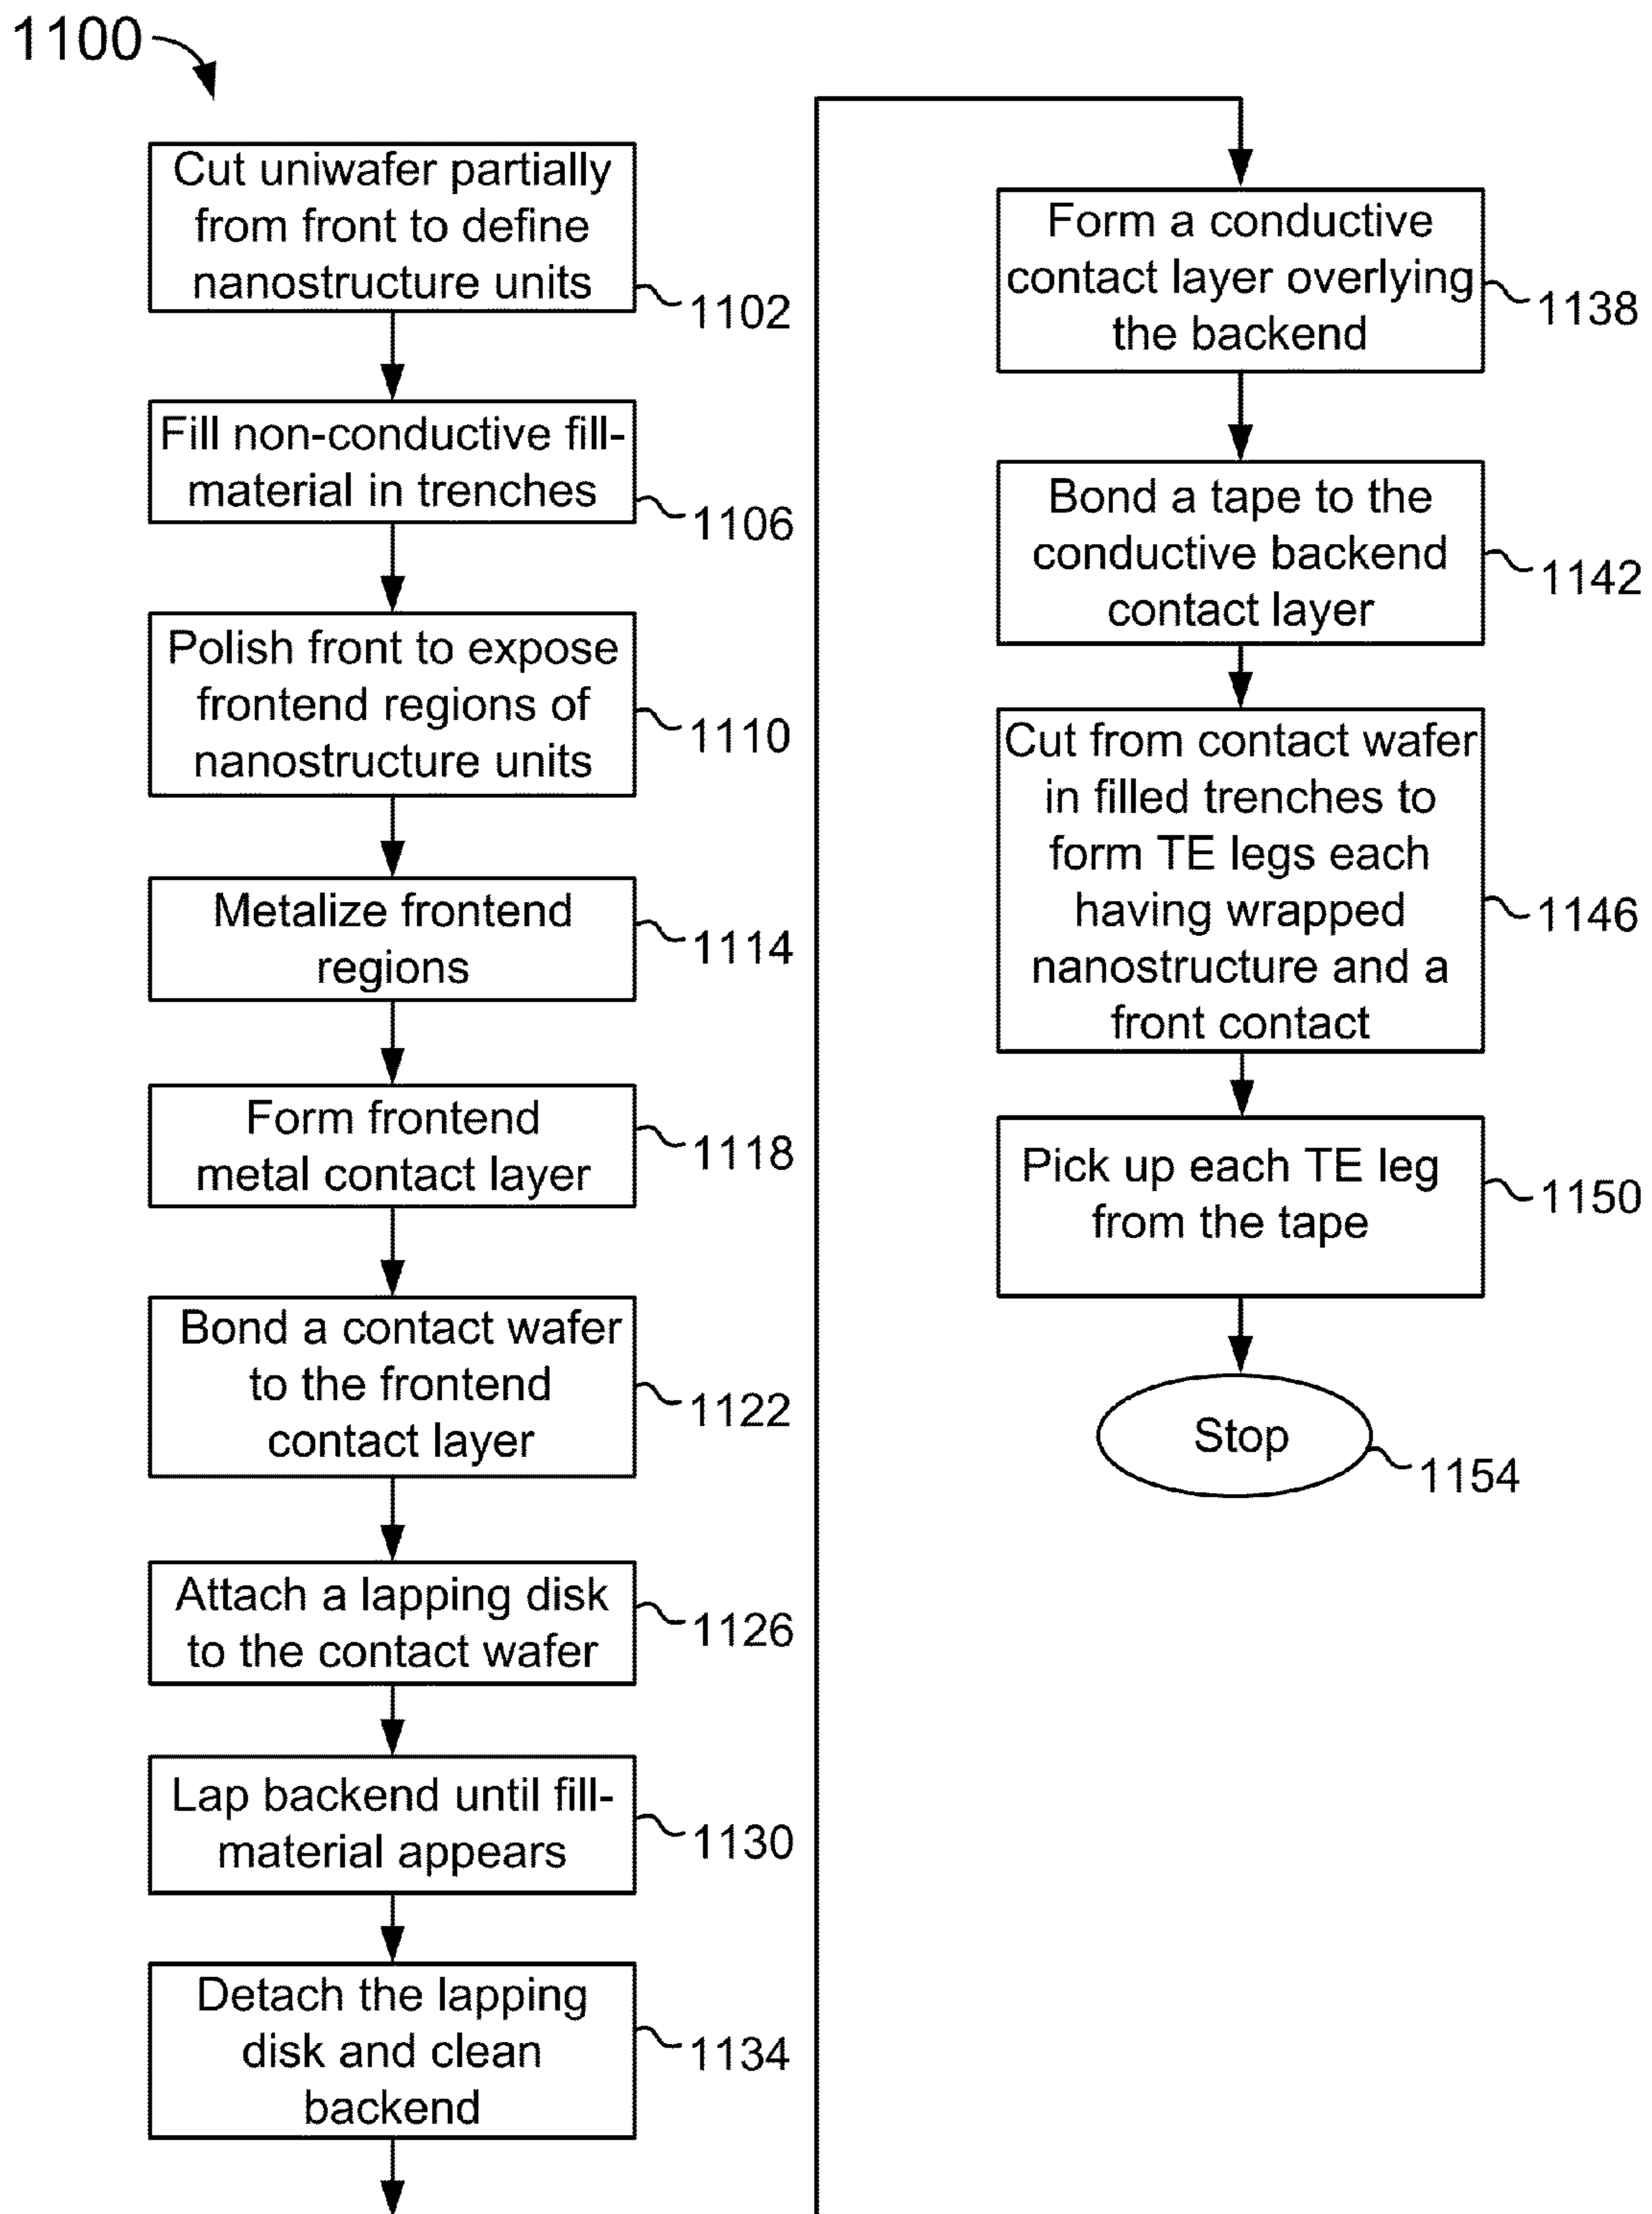 1100
Cut uniwafer partially
from front to define
nanostructure units
1102
Fill non-conductive fill-
material in trenches
1106
Polish front to expose
frontend regions of
nanostructure units
1110
Metalize frontend
regions
1114
Form frontend
metal contact layer
1118
Bond a contact wafer
to the frontend
contact layer
1122
Attach a lapping disk
to the contact wafer
1126
Lap backend until fill-
material appears
1130
Detach the lapping
disk and clean
backend
1134
Form a conductive
contact layer overlying
the backend
1138
Bond a tape to the
conductive backend
contact layer
1142
Cut from contact wafer
in filled trenches to
form TE legs each
having wrapped
nanostructure and a
front contact
1146
Pick up each TE leg
from the tape
1150
Stop
1154